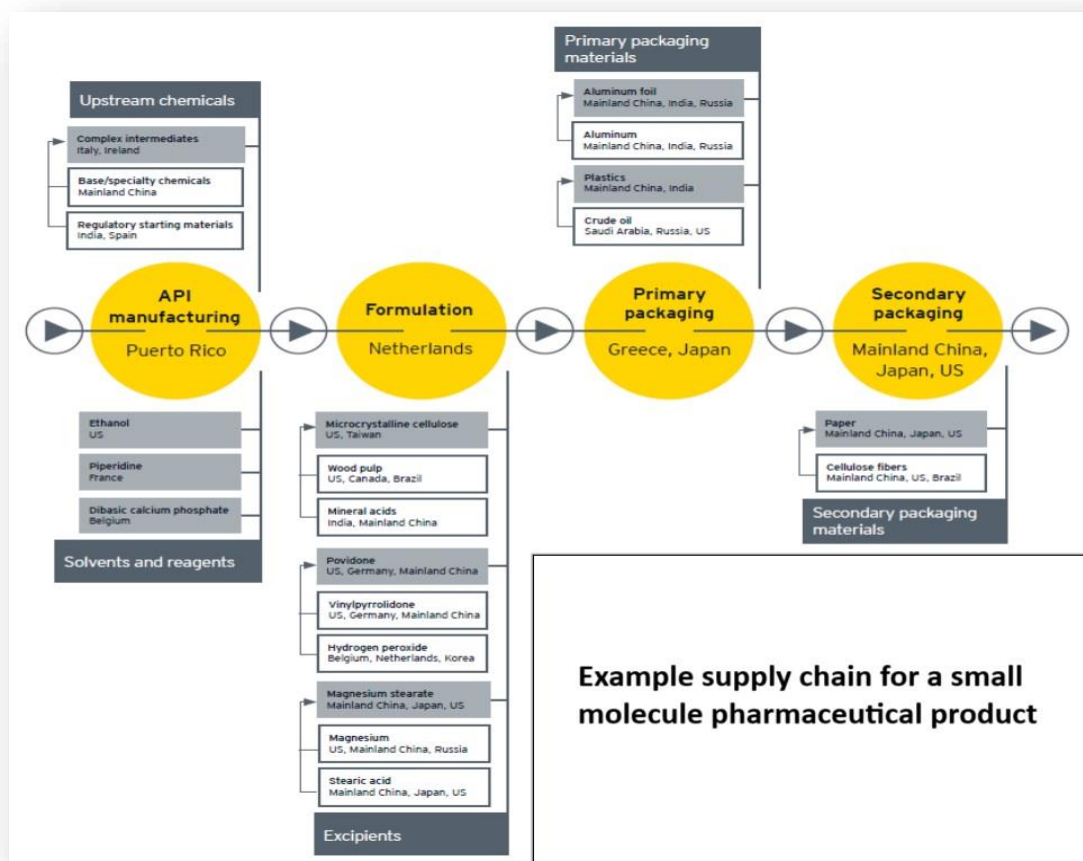 Primary packaging
materials
Aluminum foil
Mainland China, India, Russia
Aluminum
Mainland China, India, Russia
Plastics
Mainland China, India
Crude oil
Saudi Arabia, Russia, US
Upstream chemicals
Complex intermediates
Italy, Ireland
Base/specialty chemicals
Mainland China
Regulatory starting materials
India, Spain
API
manufacturing
Puerto Rico
Formulation
Netherlands
Primary
packaging
Greece, Japan
Secondary
packaging
Mainland China,
Japan, US
Ethanol
US
Piperidine
France
Dibasic calcium phosphate
Belgium
Solvents and reagents
Microcrystalline cellulose
US, Taiwan
Wood pulp
US, Canada, Brazil
Mineral acids
India, Mainland China
Povidone
US, Germany, Mainland China
Vinylpyrrolidone
US, Germany, Mainland China
Hydrogen peroxide
Belgium, Netherlands, Korea
Magnesium stearate
Mainland China, Japan, US
Magnesium
US, Mainland China, Russia
Stearic acid
Mainland China, Japan, US
Excipients
Paper
Mainland China, Japan, US
Cellulose fibers
Mainland China, US, Brazil
Secondary packaging
materials
Example supply chain for a small
molecule pharmaceutical product